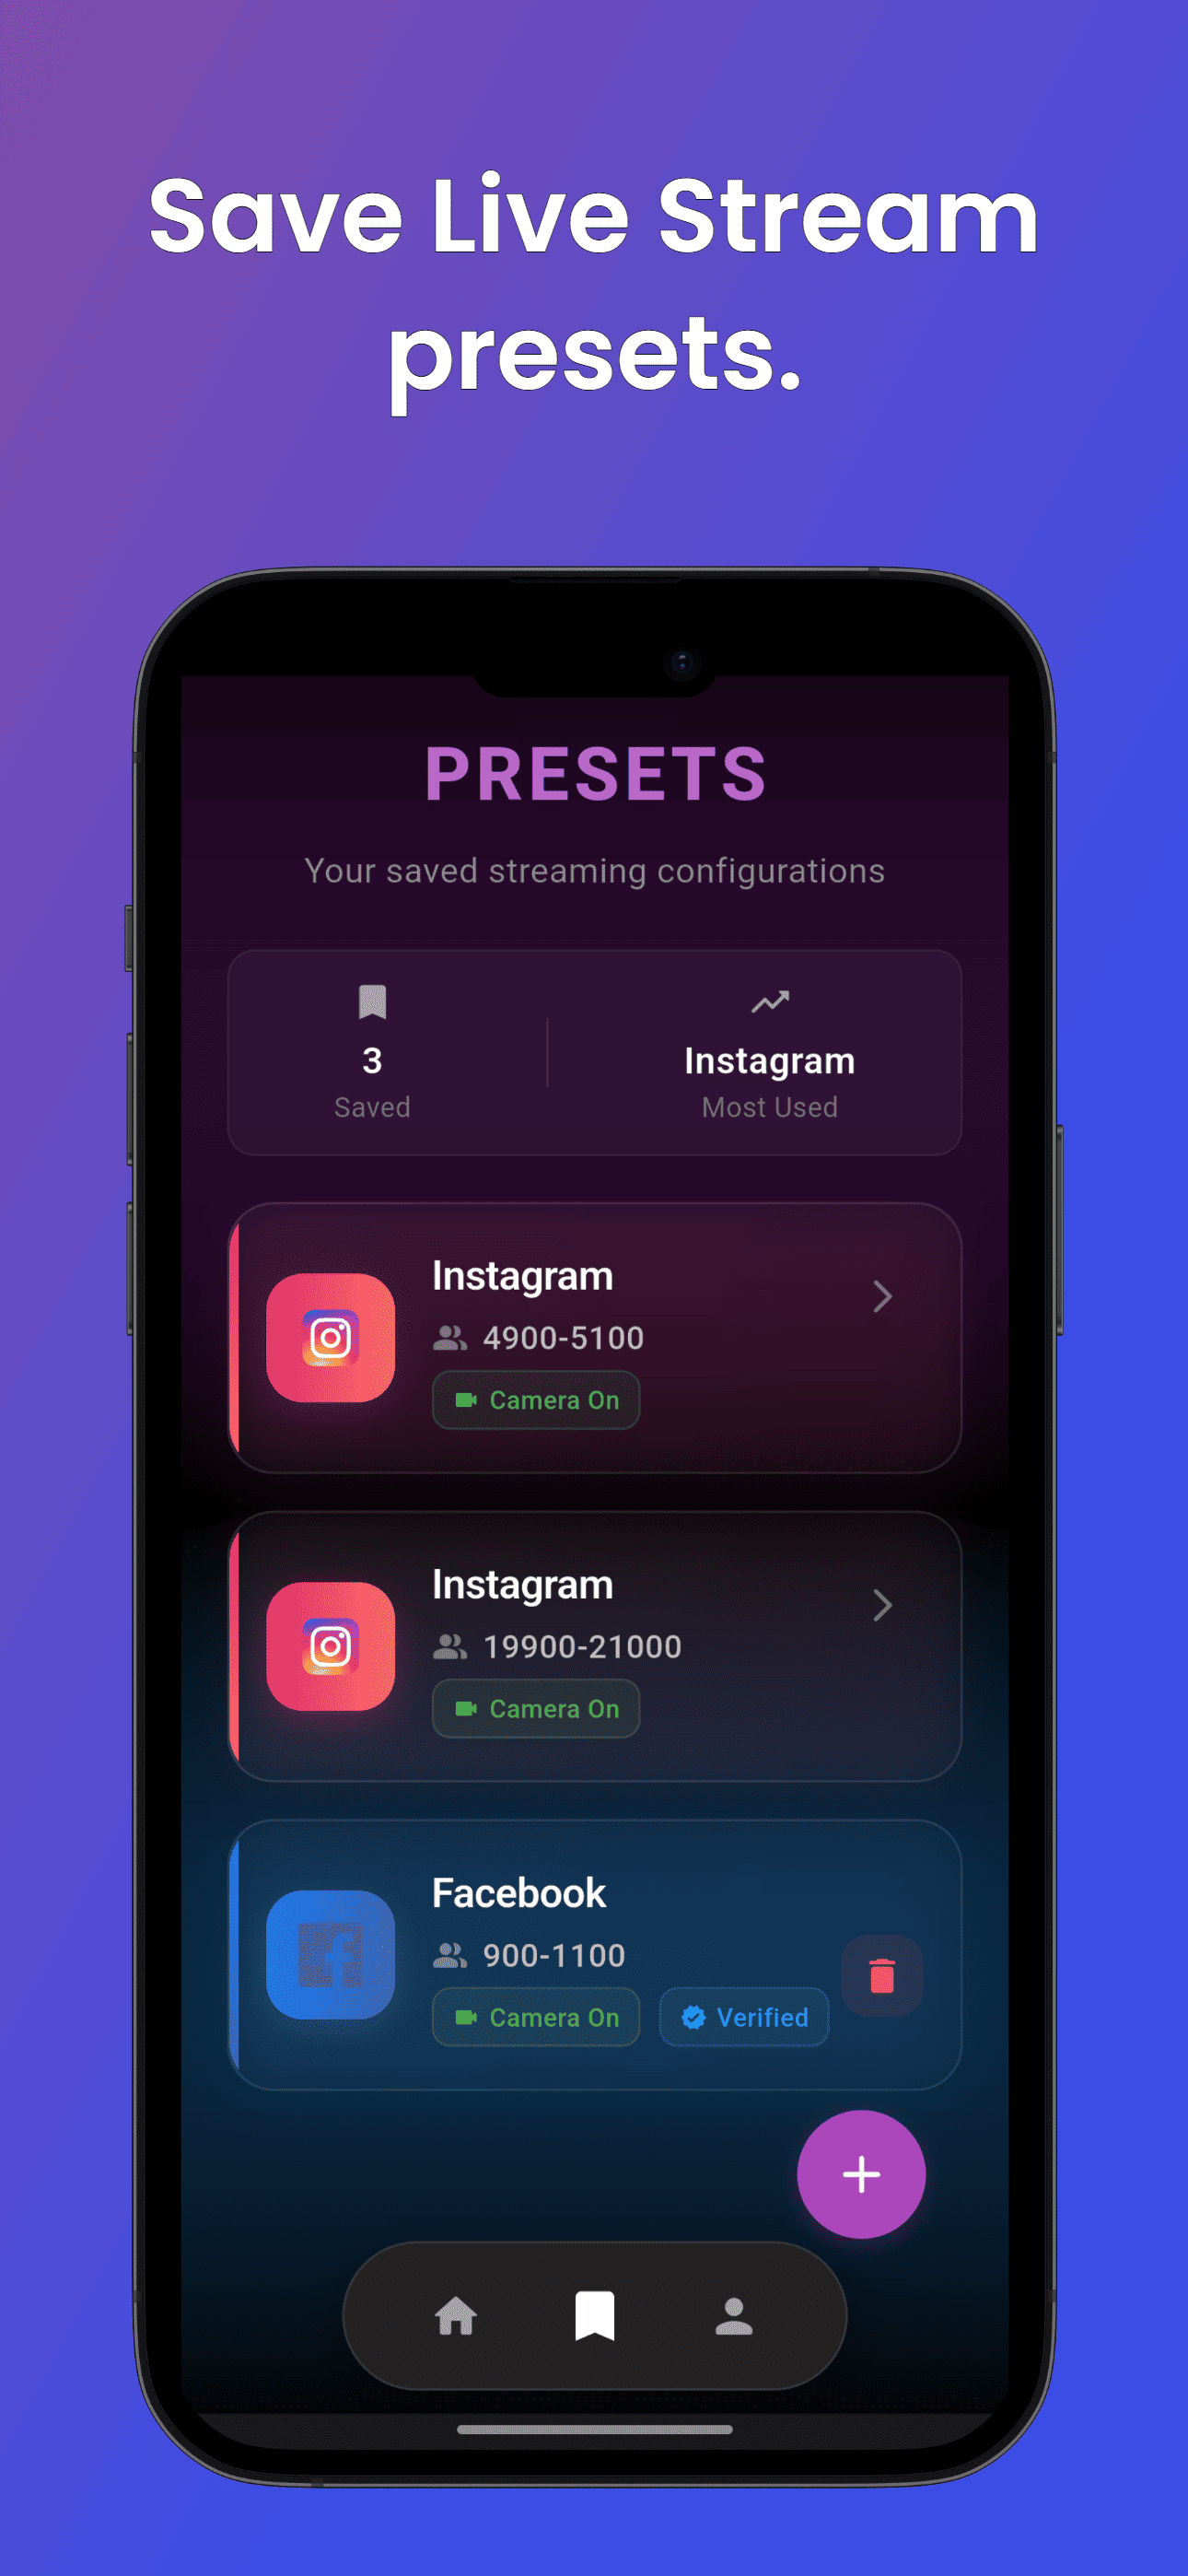 Save Live Stream
presets.
PRESETS
Your saved streaming configurations
3
Saved
Instagram
Most Used
Instagram
4900-5100
Camera On
Instagram
19900-21000
Camera On
Facebook
900-1100
Camera On
Verified